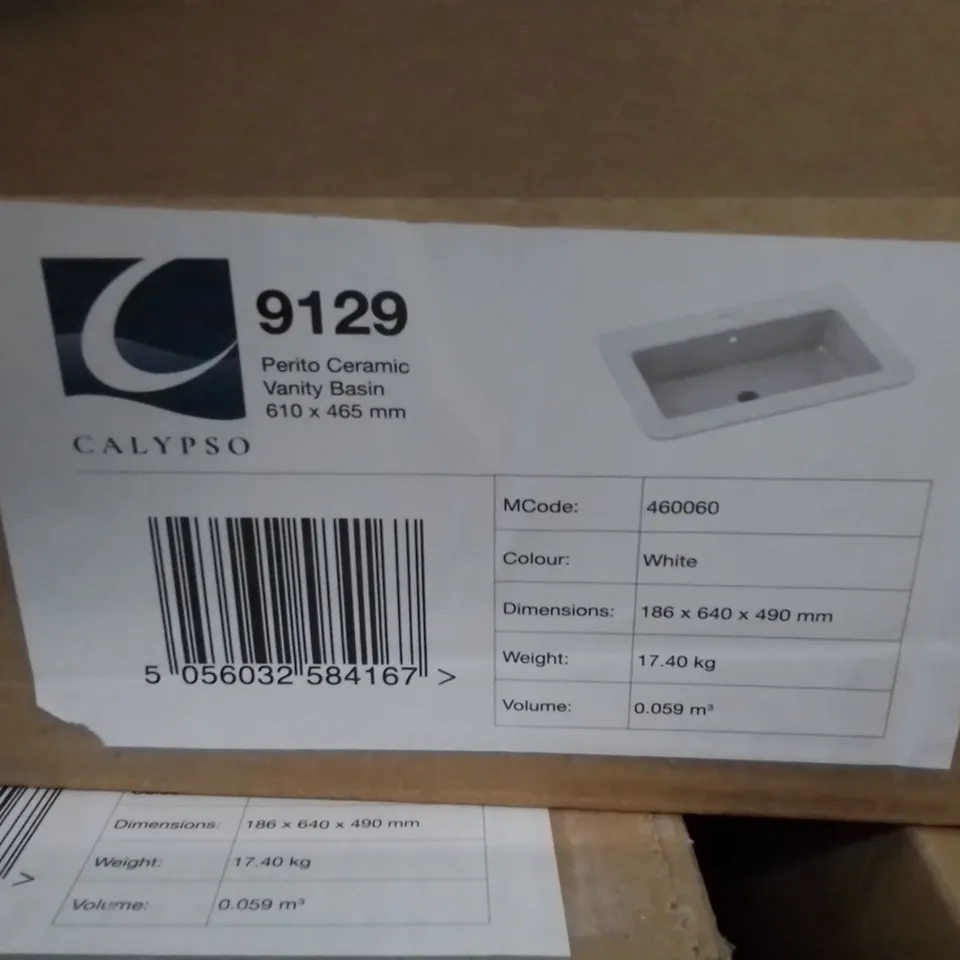 9129
Perito Ceramic
Vanity Basin
610 x 465 mm
CALYPSO
MCode: 460060
Colour: White
Dimensions: 186 x 640 x 490 mm
Weight: 17.40 kg
Volume: 0.059 m³
5 056032 584167 >
Dimensions: 186 x 640 x 490 mm
Weight: 17.40 kg
Volume: 0.059 m³
>